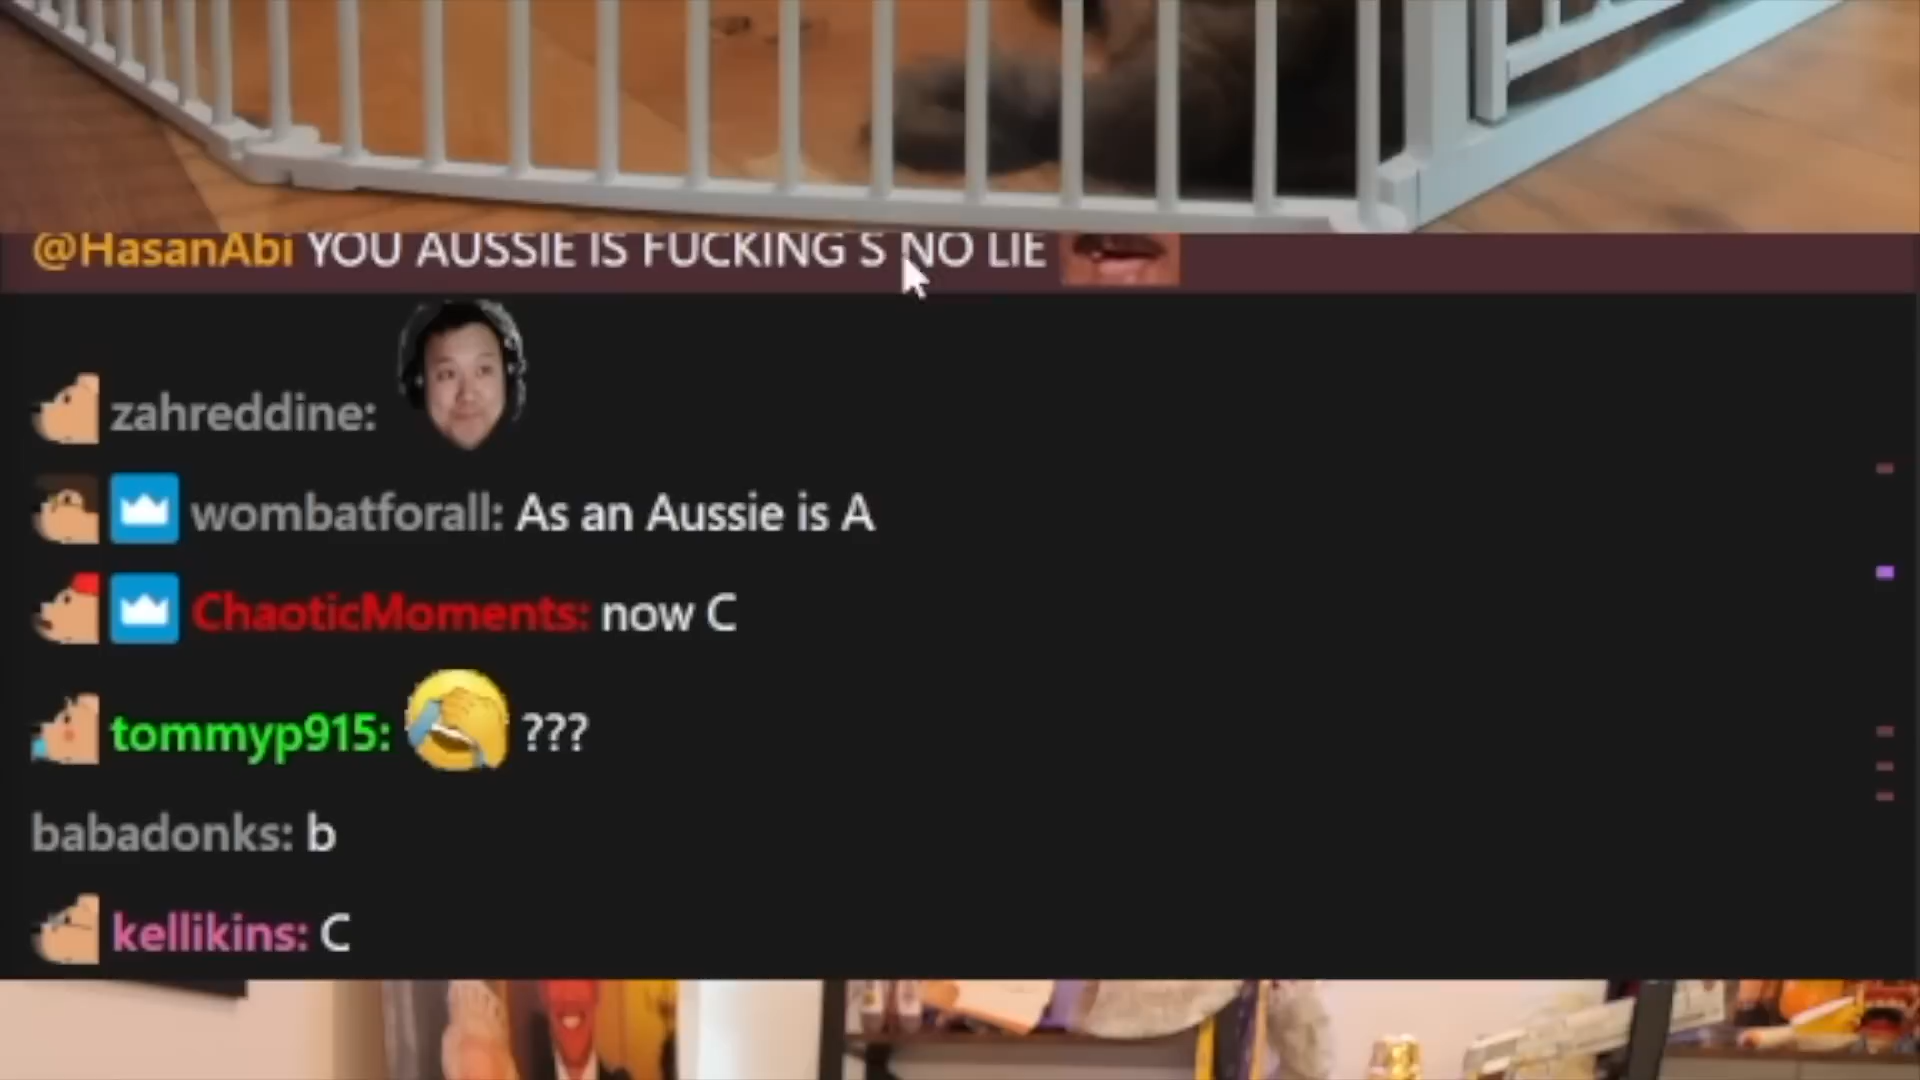 @HasanAbi YOU AUSSIE IS FUCKING S NO LIE
zahreddine:
wombatforall: As an Aussie is A
ChaoticMoments: now C
tommyp915: ???
babadonks: b
kellikins: C